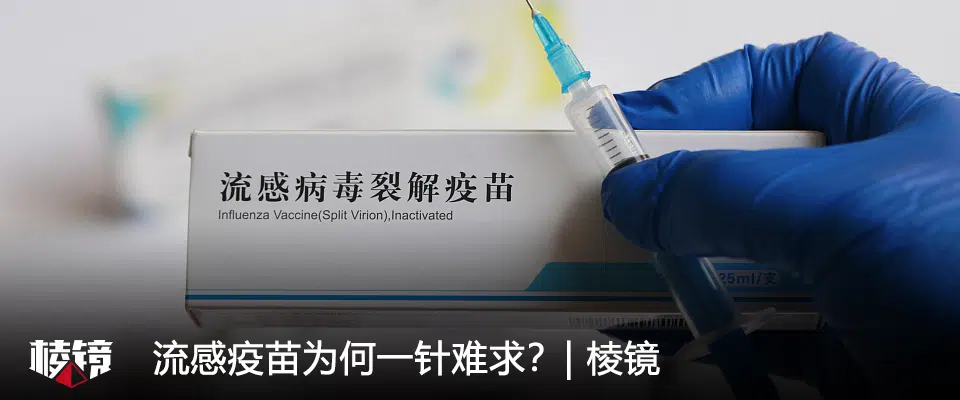 流感病毒裂解疫苗
Influenza Vaccine(Split Virion),Inactivated
25ml/支
棱镜 流感疫苗为何一针难求？| 棱镜